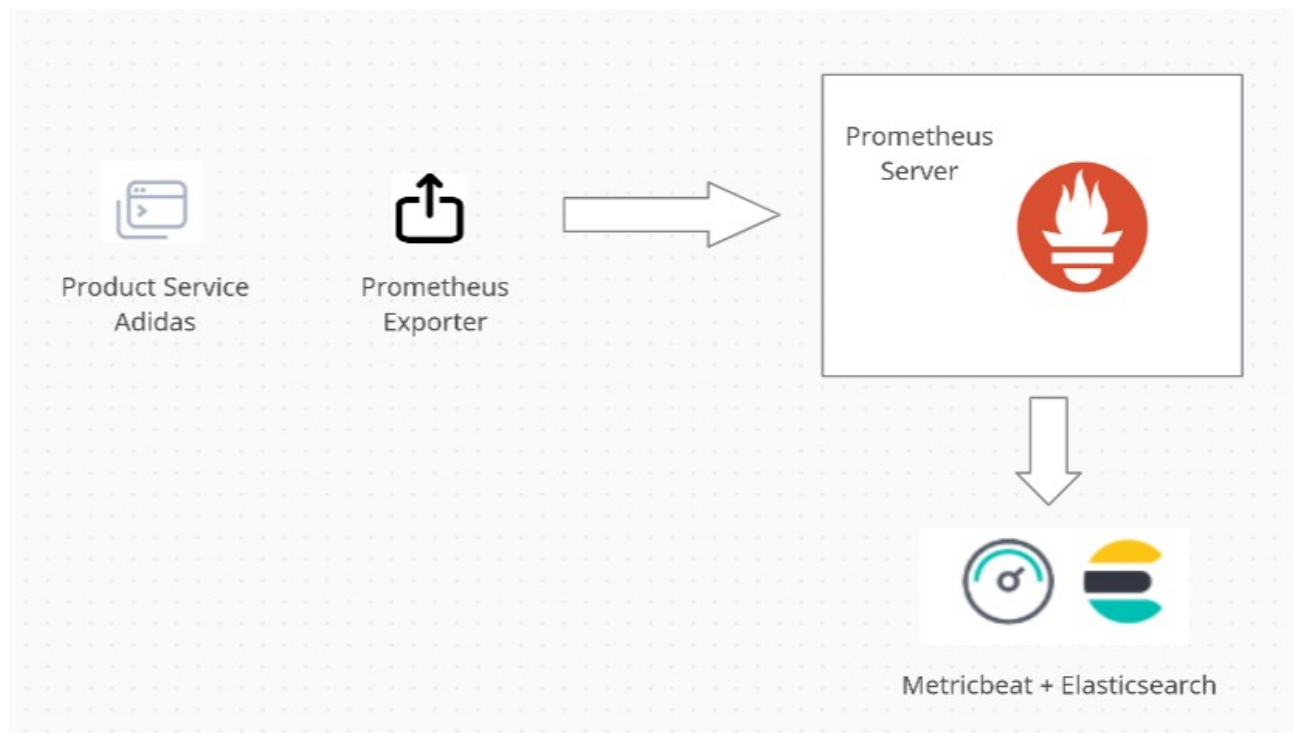 Prometheus
Server
Product Service
Adidas
Prometheus
Exporter
Metricbeat + Elasticsearch